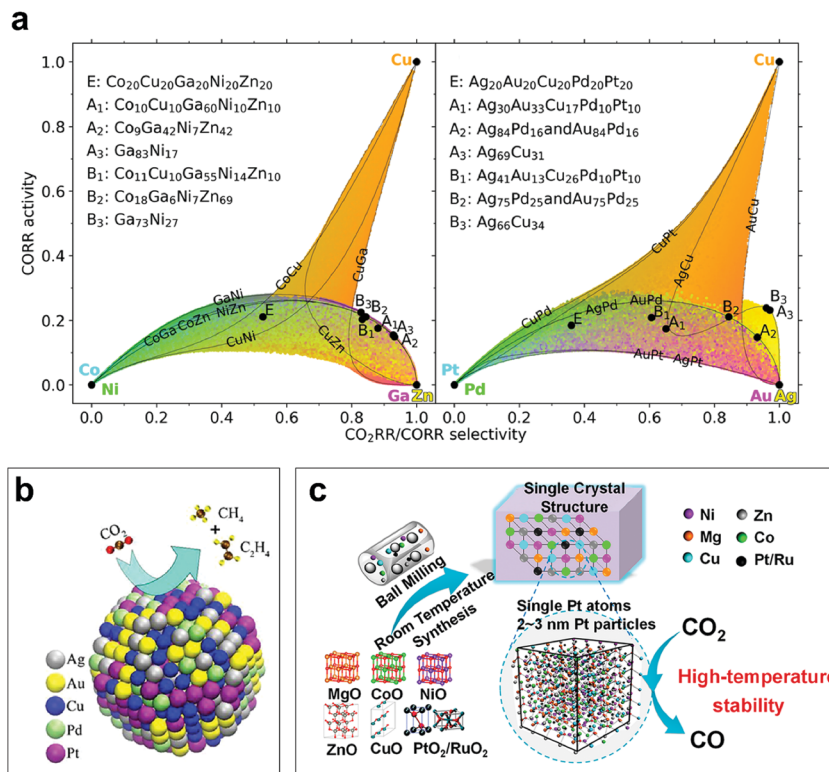 a
CORR activity
1.0
0.8
0.6
0.4
0.2
0.0
E: Co₂₀Cu₂₀Ga₂₀Ni₂₀Zn₂₀
A₁: Co₁₀Cu₁₀Ga₆₀Ni₁₀Zn₁₀
A₂: Co₉Ga₄₂Ni₇Zn₄₂
A₃: Ga₈₃Ni₁₇
B₁: Co₁₁Cu₁₀Ga₅₅Ni₁₄Zn₁₀
B₂: Co₁₈Ga₆Ni₇Zn₆₉
B₃: Ga₇₃Ni₂₇
Cu
CoCu
CuGa
GaNi
CoGa
CoZn
NiZn
CuNi
CuZn
E
B₃
B₂
B₁
A₁
A₃
A₂
Co
Ni
Ga
Zn
0.0 0.2 0.4 0.6 0.8 1.0
E: Ag₂₀Au₂₀Cu₂₀Pd₂₀Pt₂₀
A₁: Ag₃₀Au₃₃Cu₁₇Pd₁₀Pt₁₀
A₂: Ag₈₄Pd₁₆andAu₈₄Pd₁₆
A₃: Ag₆₉Cu₃₁
B₁: Ag₄₁Au₁₃Cu₂₆Pd₁₀Pt₁₀
B₂: Ag₇₅Pd₂₅andAu₇₅Pd₂₅
B₃: Ag₆₆Cu₃₄
Cu
CuPt
AgCu
AuCu
CuPd
AgPd
AuPd
AuPt
AgPt
E
B₁
A₁
B₂
B₃
A₃
A₂
Pt
Pd
Au
Ag
0.0 0.2 0.4 0.6 0.8 1.0
CO₂RR/CORR selectivity
b
CO₂
CH₄
+
C₂H₄
Ag
Au
Cu
Pd
Pt
c
Single Crystal
Structure
Ni
Zn
Mg
Co
Cu
Pt/Ru
Ball Milling
Room Temperature
Synthesis
MgO CoO NiO
ZnO CuO PtO₂/RuO₂
Single Pt atoms
2~3 nm Pt particles
CO₂
High-temperature
stability
CO